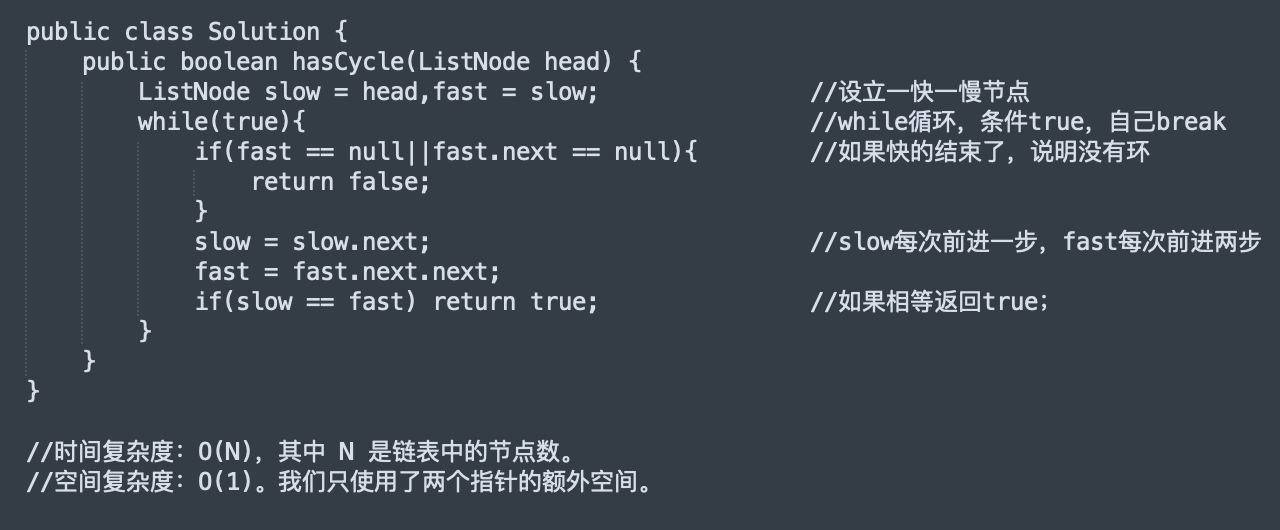 public class Solution {
    public boolean hasCycle(ListNode head) {
        ListNode slow = head,fast = slow;               //设立一快一慢节点
        while(true){                                    //while循环，条件true，自己break
            if(fast == null||fast.next == null){        //如果快的结束了，说明没有环
                return false;
            }
            slow = slow.next;                           //slow每次前进一步，fast每次前进两步
            fast = fast.next.next;
            if(slow == fast) return true;               //如果相等返回true；
        }
    }
}
//时间复杂度：O(N)，其中 N 是链表中的节点数。
//空间复杂度：O(1)。我们只使用了两个指针的额外空间。